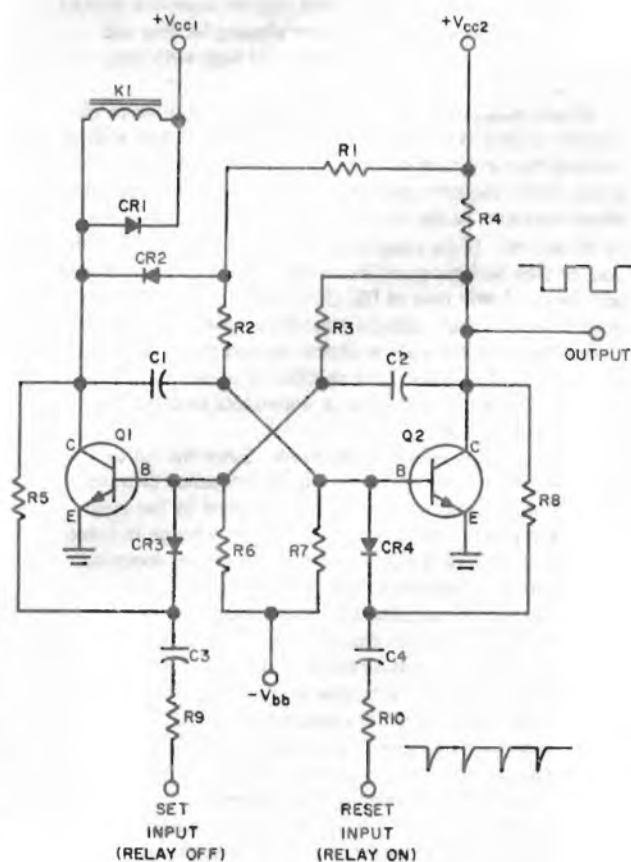 +Vcc1
+Vcc2
K1
R1
CR1
R4
CR2
R2
R3
OUTPUT
C1
C2
C
Q1
Q2
C
R5
B
B
R8
E
E
CR3
R6
R7
CR4
C3
C4
-Vbb
R9
R10
SET
INPUT
(RELAY OFF)
RESET
INPUT
(RELAY ON)